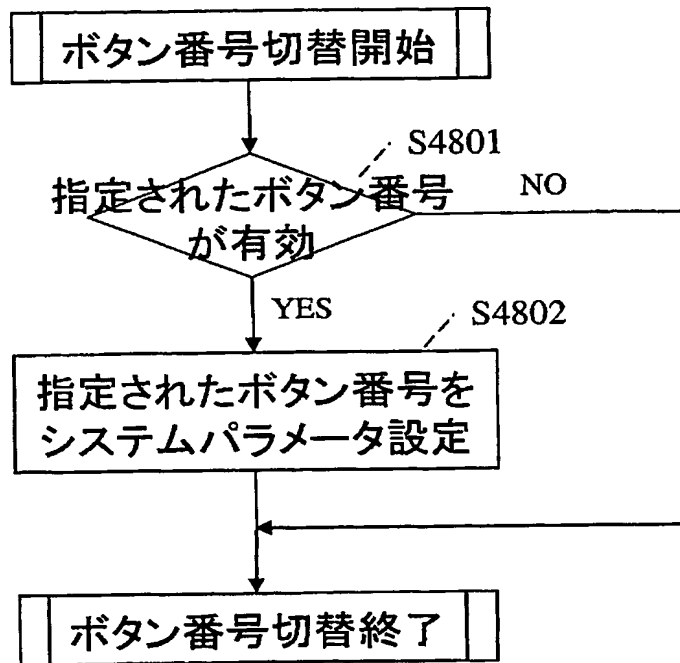 ボタン番号切替開始
S4801
指定されたボタン番号
が有効
NO
YES
S4802
指定されたボタン番号を
システムパラメータ設定
ボタン番号切替終了